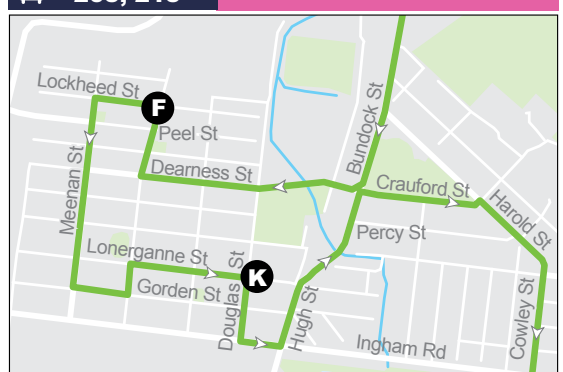 Lockheed St
F
Peel St
Dearness St
Bundock St
Crauford St
Harold St
Meenan St
Percy St
Lonerganne St
K
Gorden St
Douglas St
Hugh St
Cowley St
Ingham Rd